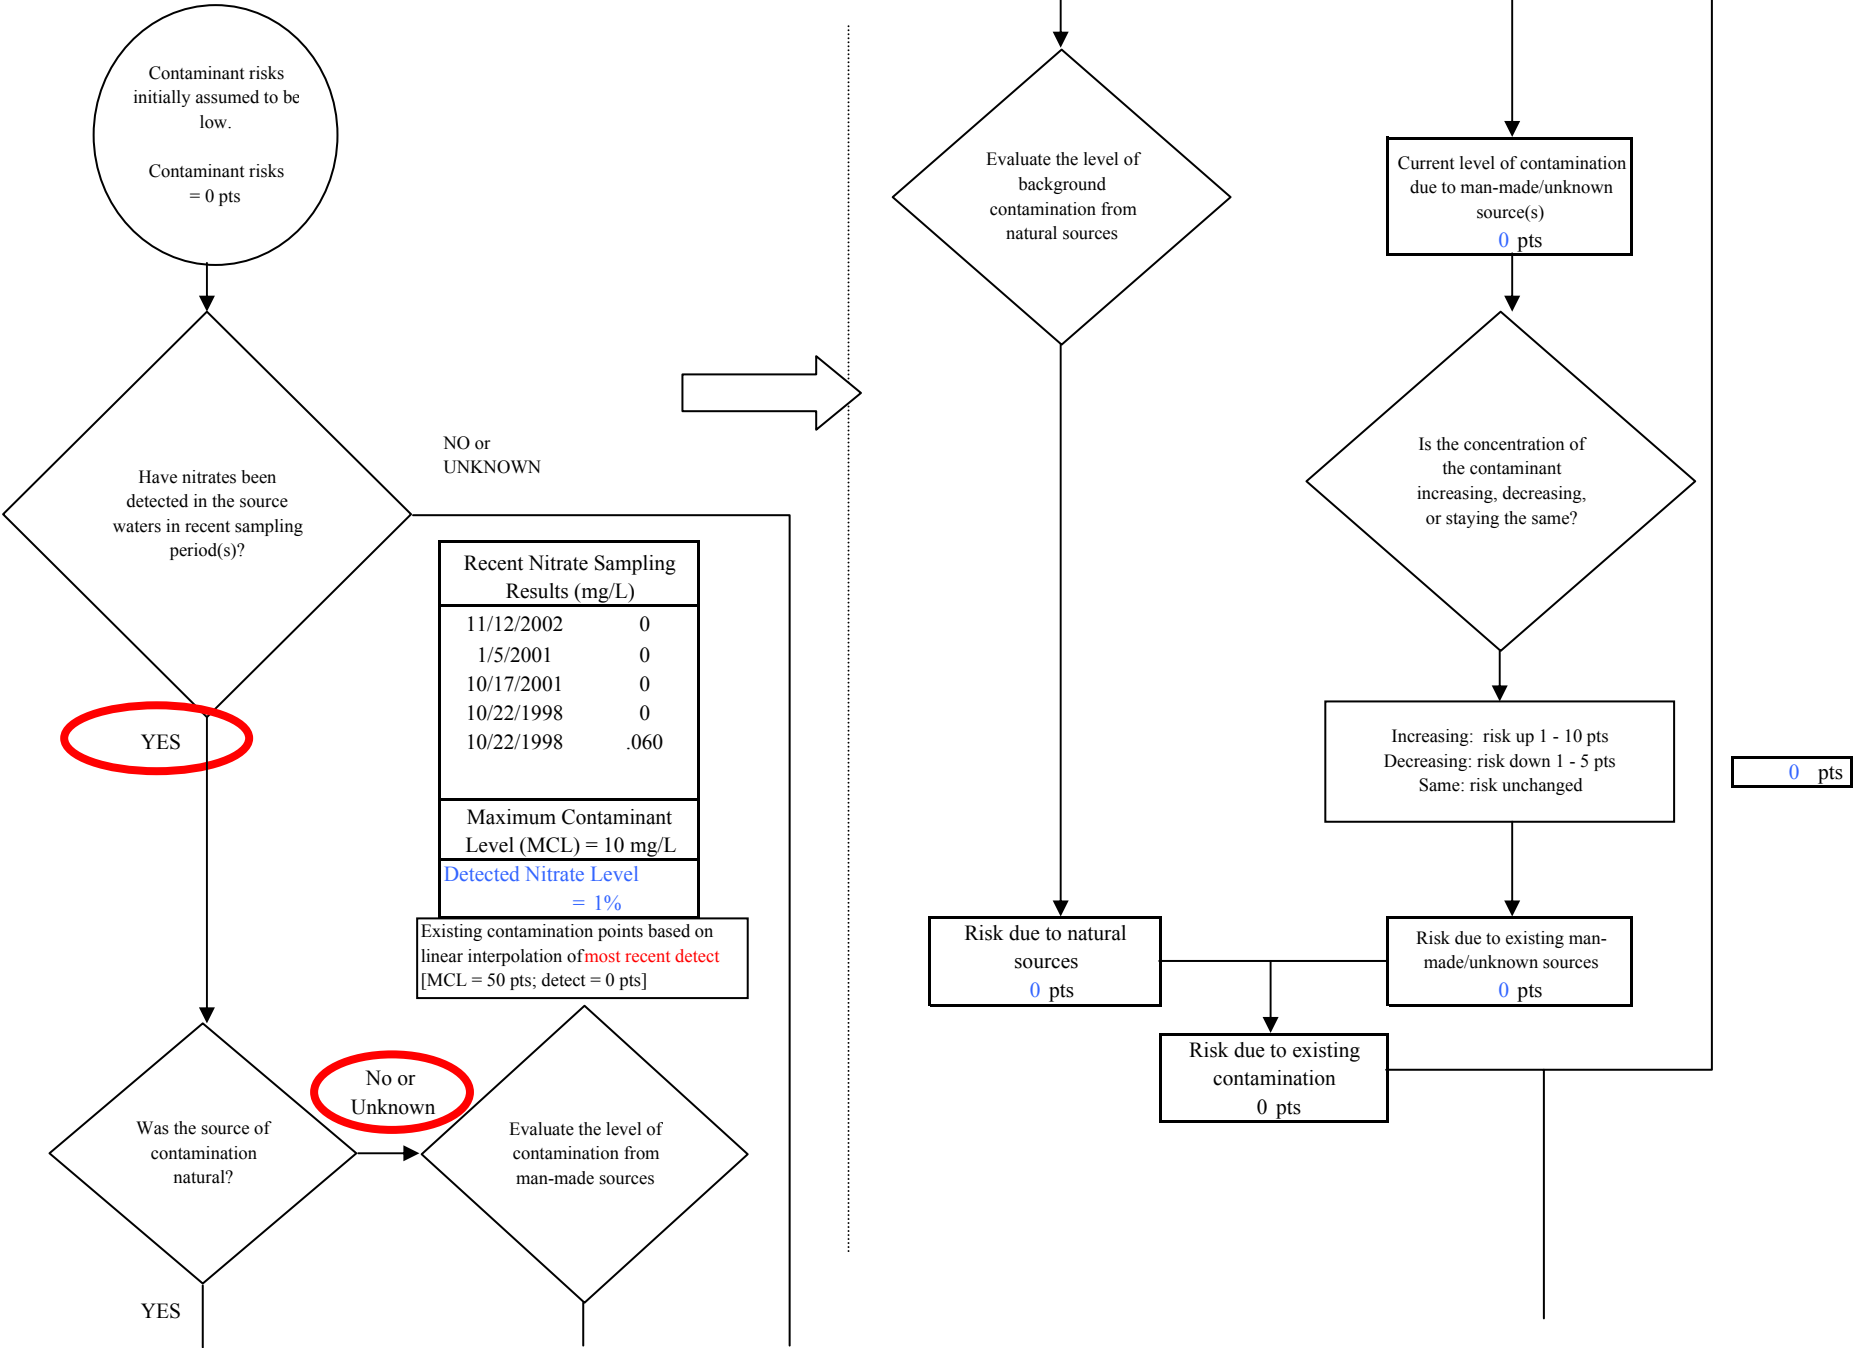 Contaminant risks
initially assumed to be
low.
Contaminant risks
= 0 pts
Have nitrates been
detected in the source
waters in recent sampling
period(s)?
NO or
UNKNOWN
YES
Recent Nitrate Sampling
Results (mg/L)
11/12/2002 0
1/5/2001 0
10/17/2001 0
10/22/1998 0
10/22/1998 .060
Maximum Contaminant
Level (MCL) = 10 mg/L
Detected Nitrate Level
= 1%
Existing contamination points based on
linear interpolation of most recent detect
[MCL = 50 pts; detect = 0 pts]
Was the source of
contamination
natural?
No or
Unknown
Evaluate the level of
contamination from
man-made sources
YES
Evaluate the level of
background
contamination from
natural sources
Current level of contamination
due to man-made/unknown
source(s)
0 pts
Is the concentration of
the contaminant
increasing, decreasing,
or staying the same?
Increasing: risk up 1 - 10 pts
Decreasing: risk down 1 - 5 pts
Same: risk unchanged
0 pts
Risk due to natural
sources
0 pts
Risk due to existing man-
made/unknown sources
0 pts
Risk due to existing
contamination
0 pts